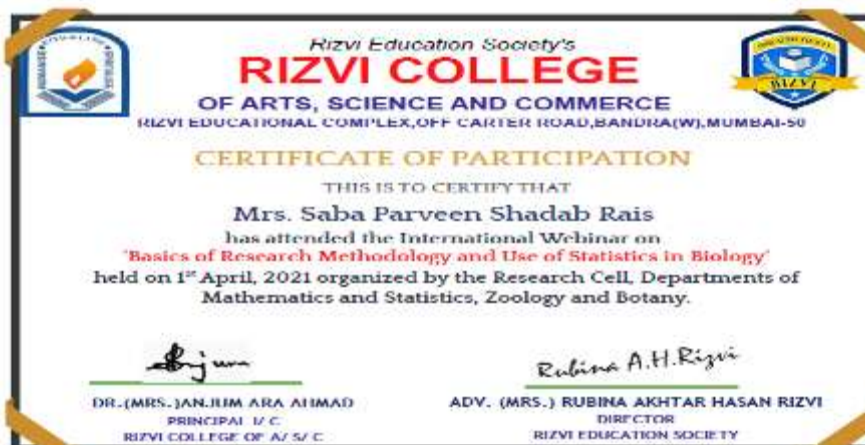 Rizvi Education Society's
RIZVI COLLEGE
OF ARTS, SCIENCE AND COMMERCE
RIZVI EDUCATIONAL COMPLEX,OFF CARTER ROAD,BANDRA(W),MUMBAI-50
CERTIFICATE OF PARTICIPATION
THIS IS TO CERTIFY THAT
Mrs. Saba Parveen Shadab Rais
has attended the International Webinar on
'Basics of Research Methodology and Use of Statistics in Biology'
held on 1st April, 2021 organized by the Research Cell, Departments of
Mathematics and Statistics, Zoology and Botany.
Anjum
Rubina A.H.Rizvi
DR.(MRS.)ANJUM ARA AHMAD
ADV. (MRS.) RUBINA AKHTAR HASAN RIZVI
PRINCIPAL I/ C
DIRECTOR
RIZVI COLLEGE OF A/ S/ C
RIZVI EDUCATION SOCIETY
RIZVI